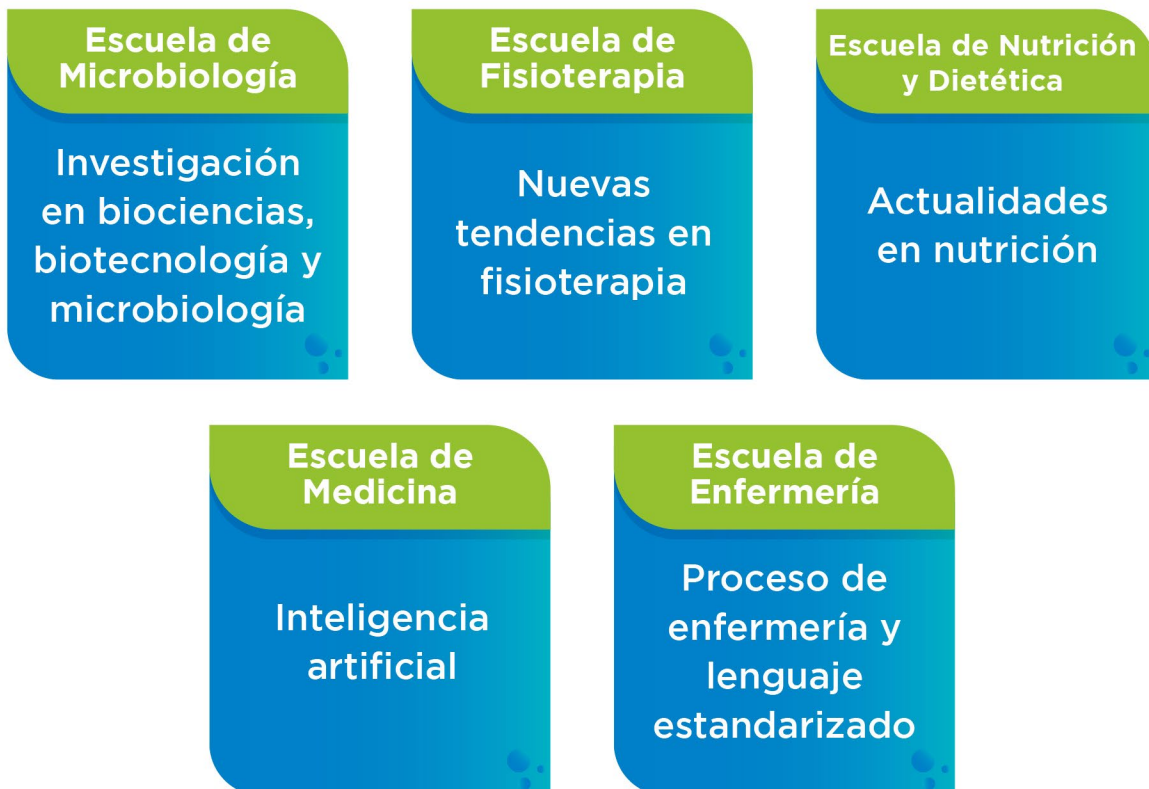 Escuela de
Microbiología
Investigación
en biociencias,
biotecnología y
microbiología
Escuela de
Fisioterapia
Nuevas
tendencias en
fisioterapia
Escuela de Nutrición
y Dietética
Actualidades
en nutrición
Escuela de
Medicina
Inteligencia
artificial
Escuela de
Enfermería
Proceso de
enfermería y
lenguaje
estandarizado